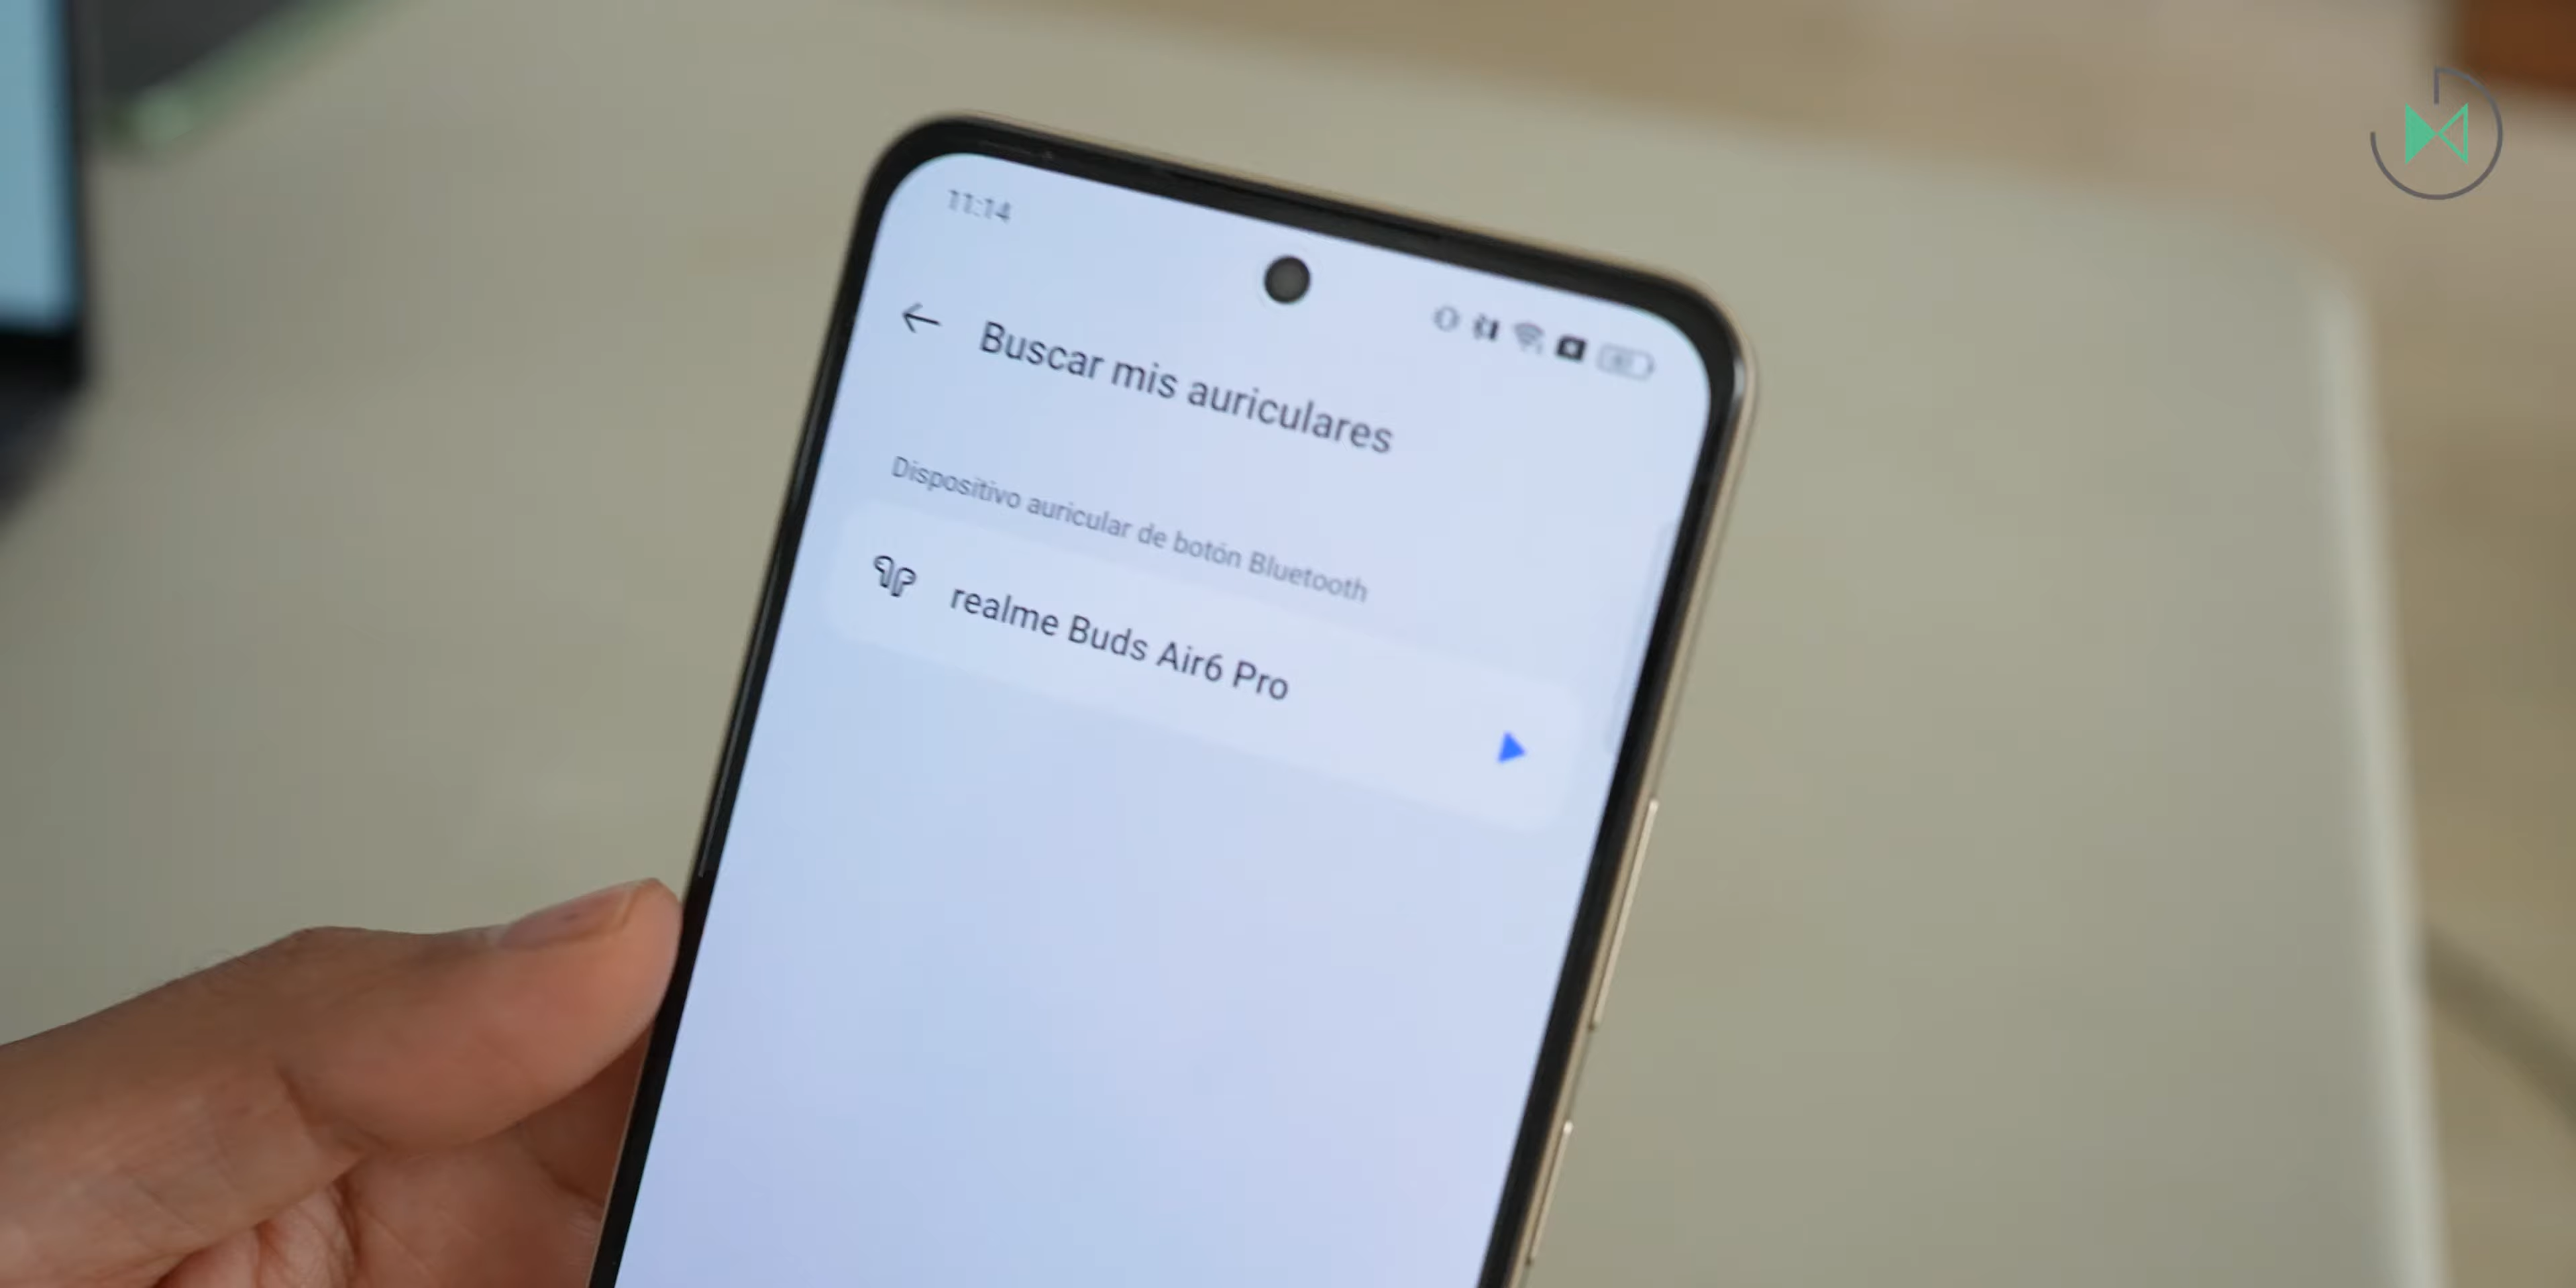 11:14
Buscar mis auriculares
Dispositivo auricular de botón Bluetooth
realme Buds Air6 Pro